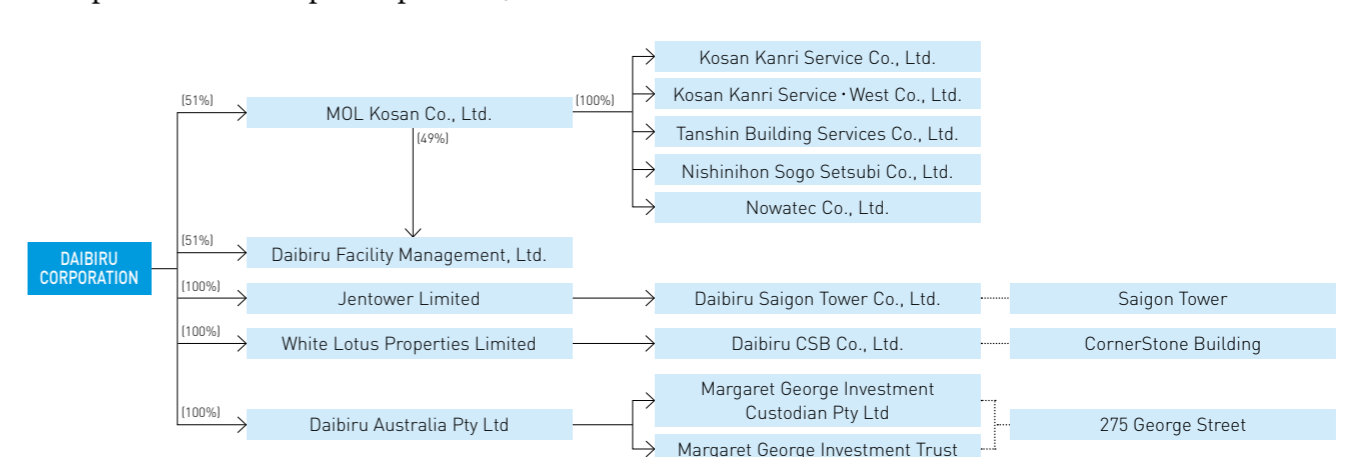 Kosan Kanri Service Co., Ltd.
(51%)
MOL Kosan Co., Ltd.
(100%)
Kosan Kanri Service・West Co., Ltd.
(49%)
Tanshin Building Services Co., Ltd.
Nishinihon Sogo Setsubi Co., Ltd.
Nowatec Co., Ltd.
DAIBIRU
CORPORATION
(51%)
Daibiru Facility Management, Ltd.
(100%)
Jentower Limited
Daibiru Saigon Tower Co., Ltd.
Saigon Tower
(100%)
White Lotus Properties Limited
Daibiru CSB Co., Ltd.
CornerStone Building
(100%)
Daibiru Australia Pty Ltd
Margaret George Investment
Custodian Pty Ltd
Margaret George Investment Trust
275 George Street